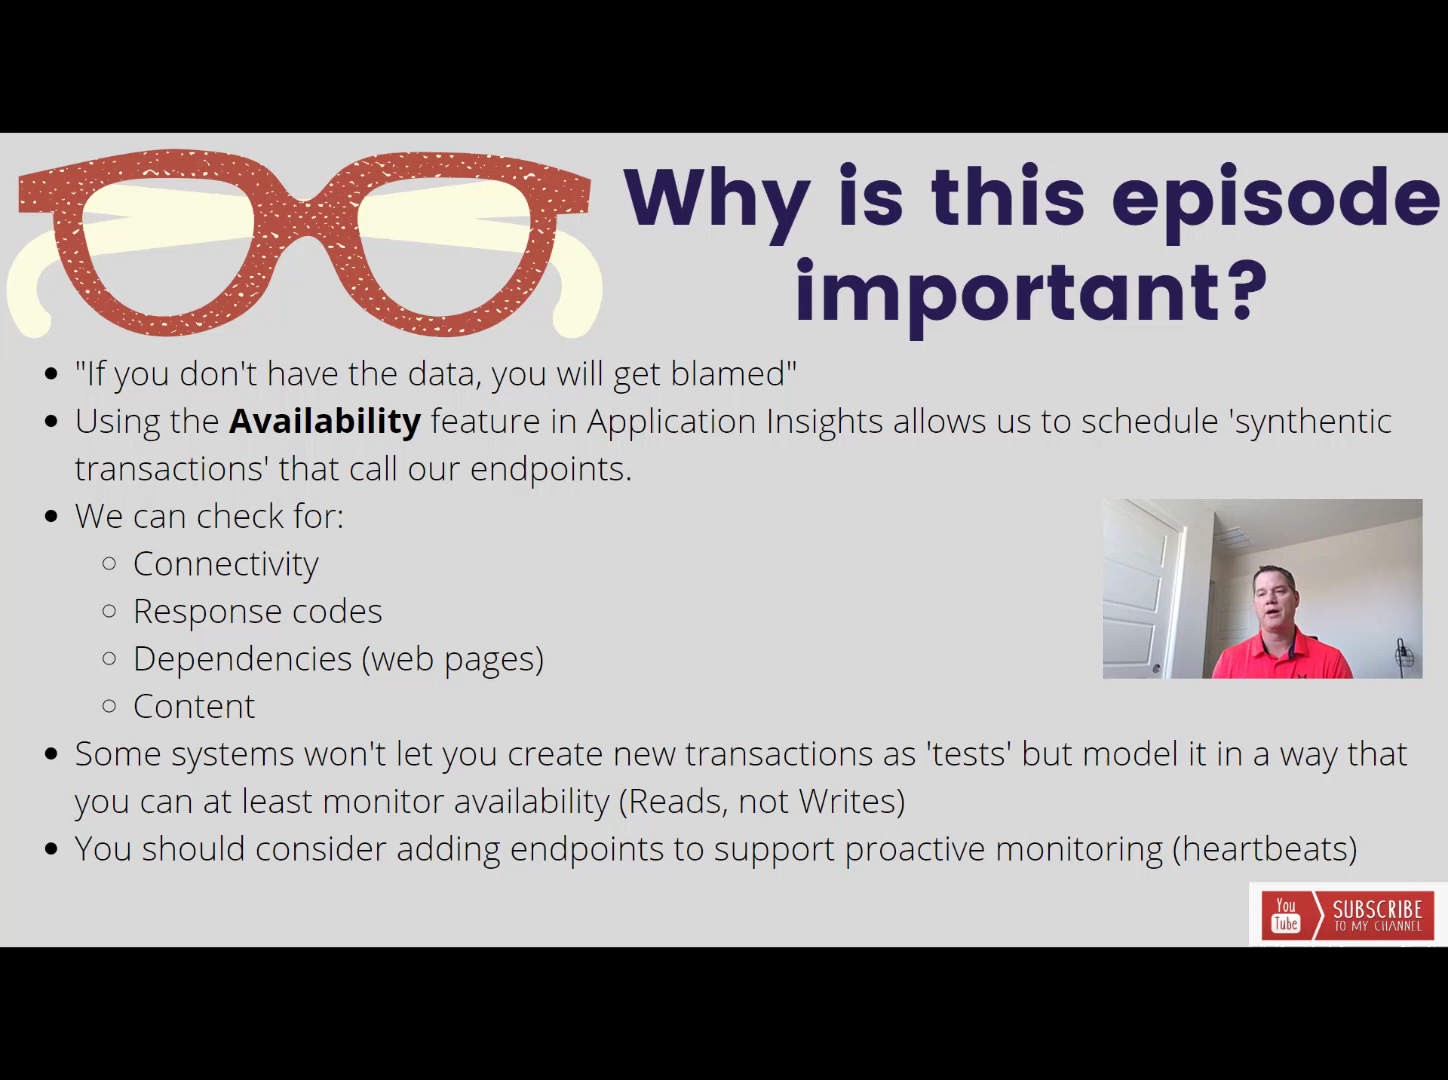 Why is this episode
important?
• "If you don't have the data, you will get blamed"
• Using the Availability feature in Application Insights allows us to schedule 'synthentic
transactions' that call our endpoints.
• We can check for:
○ Connectivity
○ Response codes
○ Dependencies (web pages)
○ Content
• Some systems won't let you create new transactions as 'tests' but model it in a way that
you can at least monitor availability (Reads, not Writes)
• You should consider adding endpoints to support proactive monitoring (heartbeats)
You
Tube
SUBSCRIBE
TO MY CHANNEL